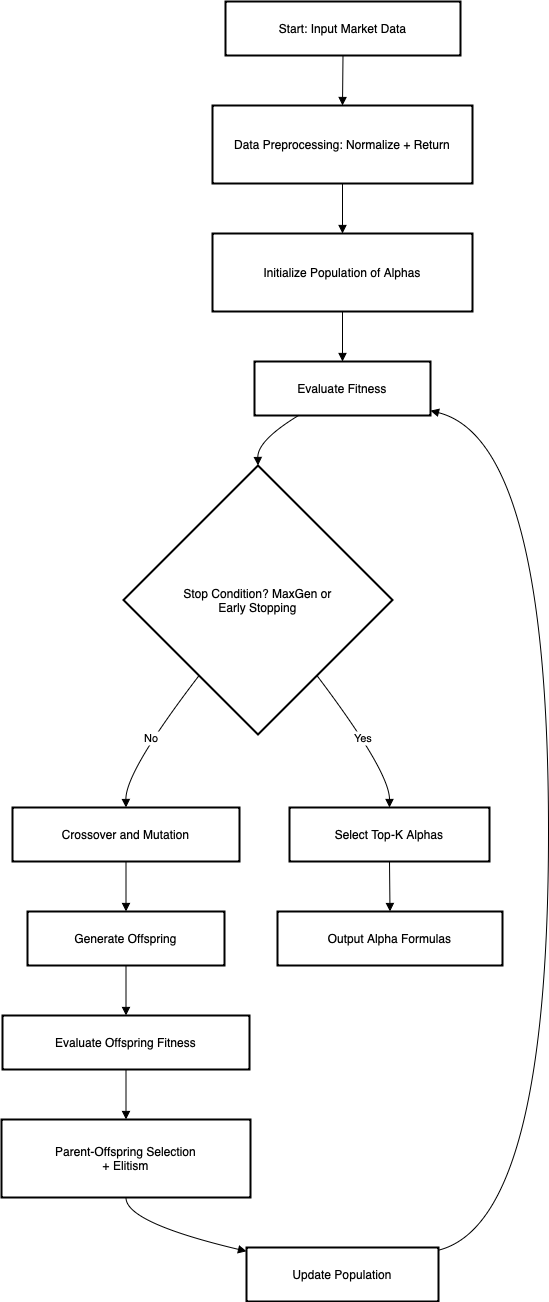 Start: Input Market Data
Data Preprocessing: Normalize + Return
Initialize Population of Alphas
Evaluate Fitness
Stop Condition? MaxGen or
Early Stopping
No
Yes
Crossover and Mutation
Select Top-K Alphas
Generate Offspring
Output Alpha Formulas
Evaluate Offspring Fitness
Parent-Offspring Selection
+ Elitism
Update Population